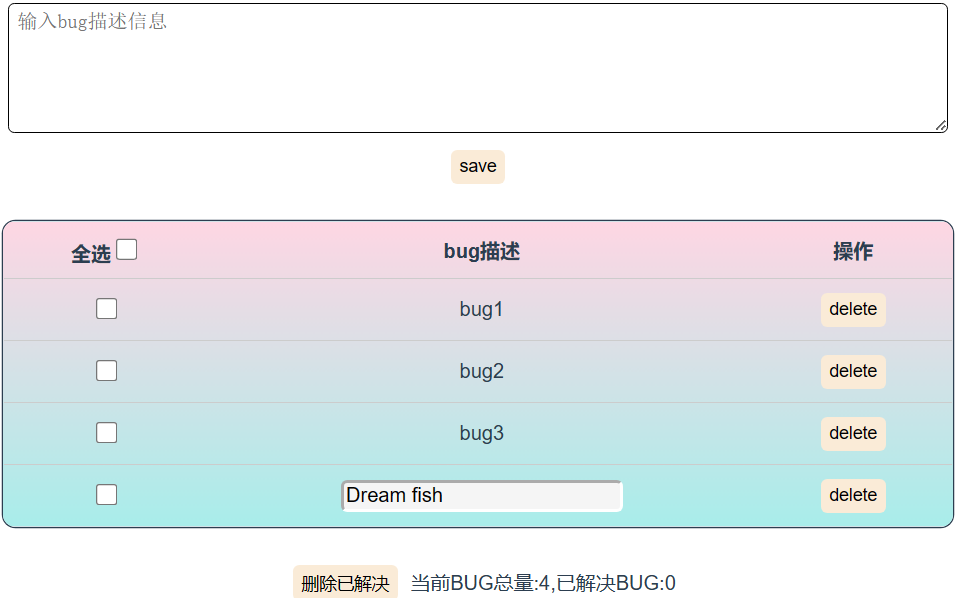 输入bug描述信息
save
全选 bug描述 操作
bug1 delete
bug2 delete
bug3 delete
Dream fish delete
删除已解决 当前BUG总量:4,已解决BUG:0